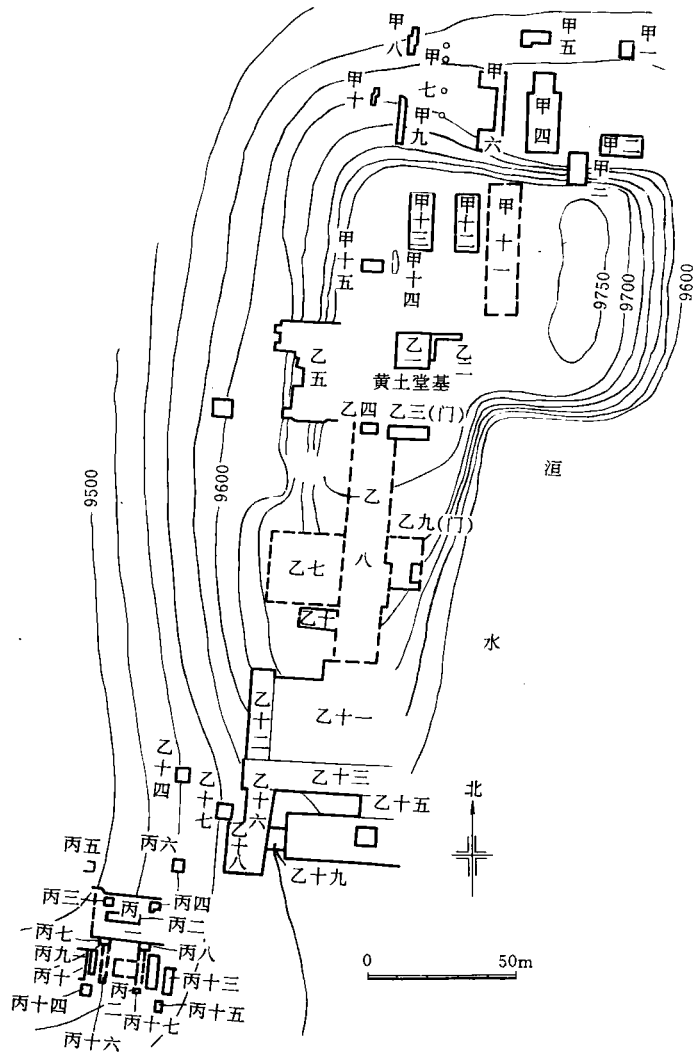 甲八
甲七
甲五
甲一
甲十
甲九
甲六
甲四
甲二
甲三
甲十三
甲十二
甲十一
甲十五
甲十四
9750
9700
9600
乙五
乙一
乙二
黄土堂基
乙四
乙三(门)
洹水
9500
9600
乙八
乙九(门)
乙七
乙十
乙十二
乙十一
乙十四
乙十三
乙十七
乙十六
乙十五
北
乙十八
乙十九
丙五
丙六
丙三
丙一
丙四
丙二
丙七
丙八
丙九
丙十
丙十三
丙十四
丙十二
丙十七
丙十五
丙十六
0
50m